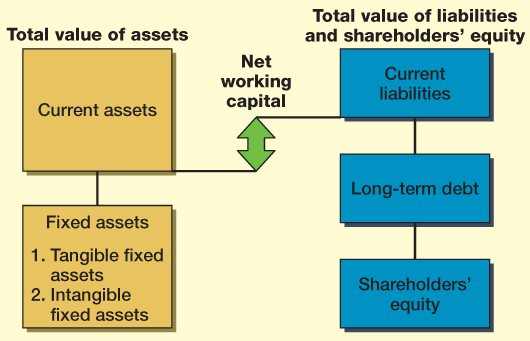 Total value of assets
Total value of liabilities
and shareholders' equity
Net
working
capital
Current assets
Current
liabilities
Fixed assets
1. Tangible fixed
assets
2. Intangible
fixed assets
Long-term debt
Shareholders'
equity